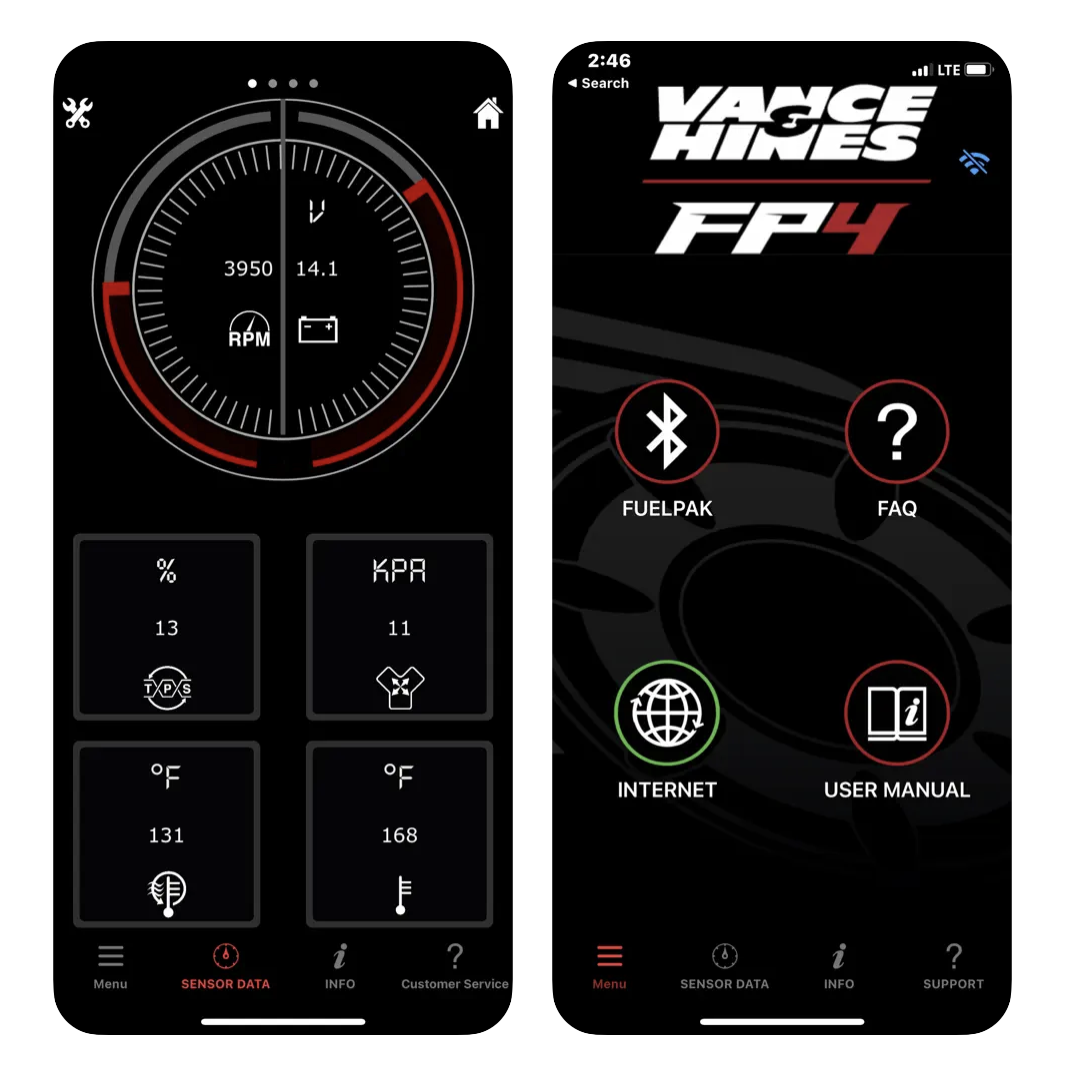 V
3950 14.1
RPM
%
KPA
13
11
TPS
°F
°F
131
168
Menu
SENSOR DATA
INFO
Customer Service
2:46
LTE
Search
VANCE & HINES
FP4
FUELPAK
FAQ
INTERNET
USER MANUAL
Menu
SENSOR DATA
INFO
SUPPORT